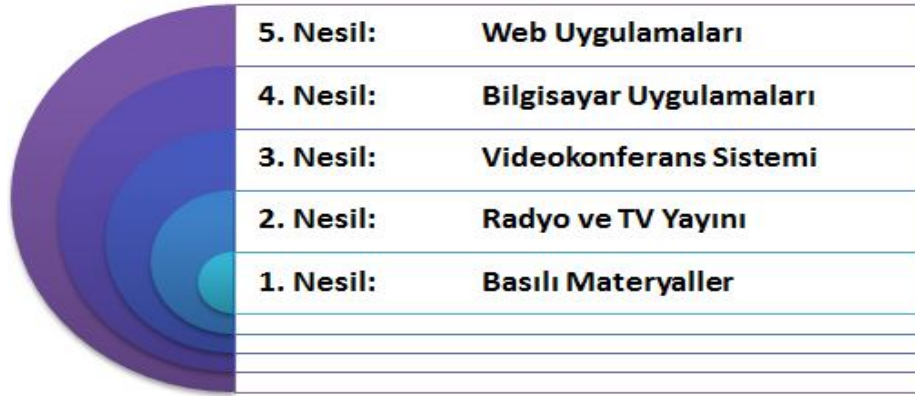 5. Nesil: Web Uygulamaları
4. Nesil: Bilgisayar Uygulamaları
3. Nesil: Videokonferans Sistemi
2. Nesil: Radyo ve TV Yayını
1. Nesil: Basılı Materyaller